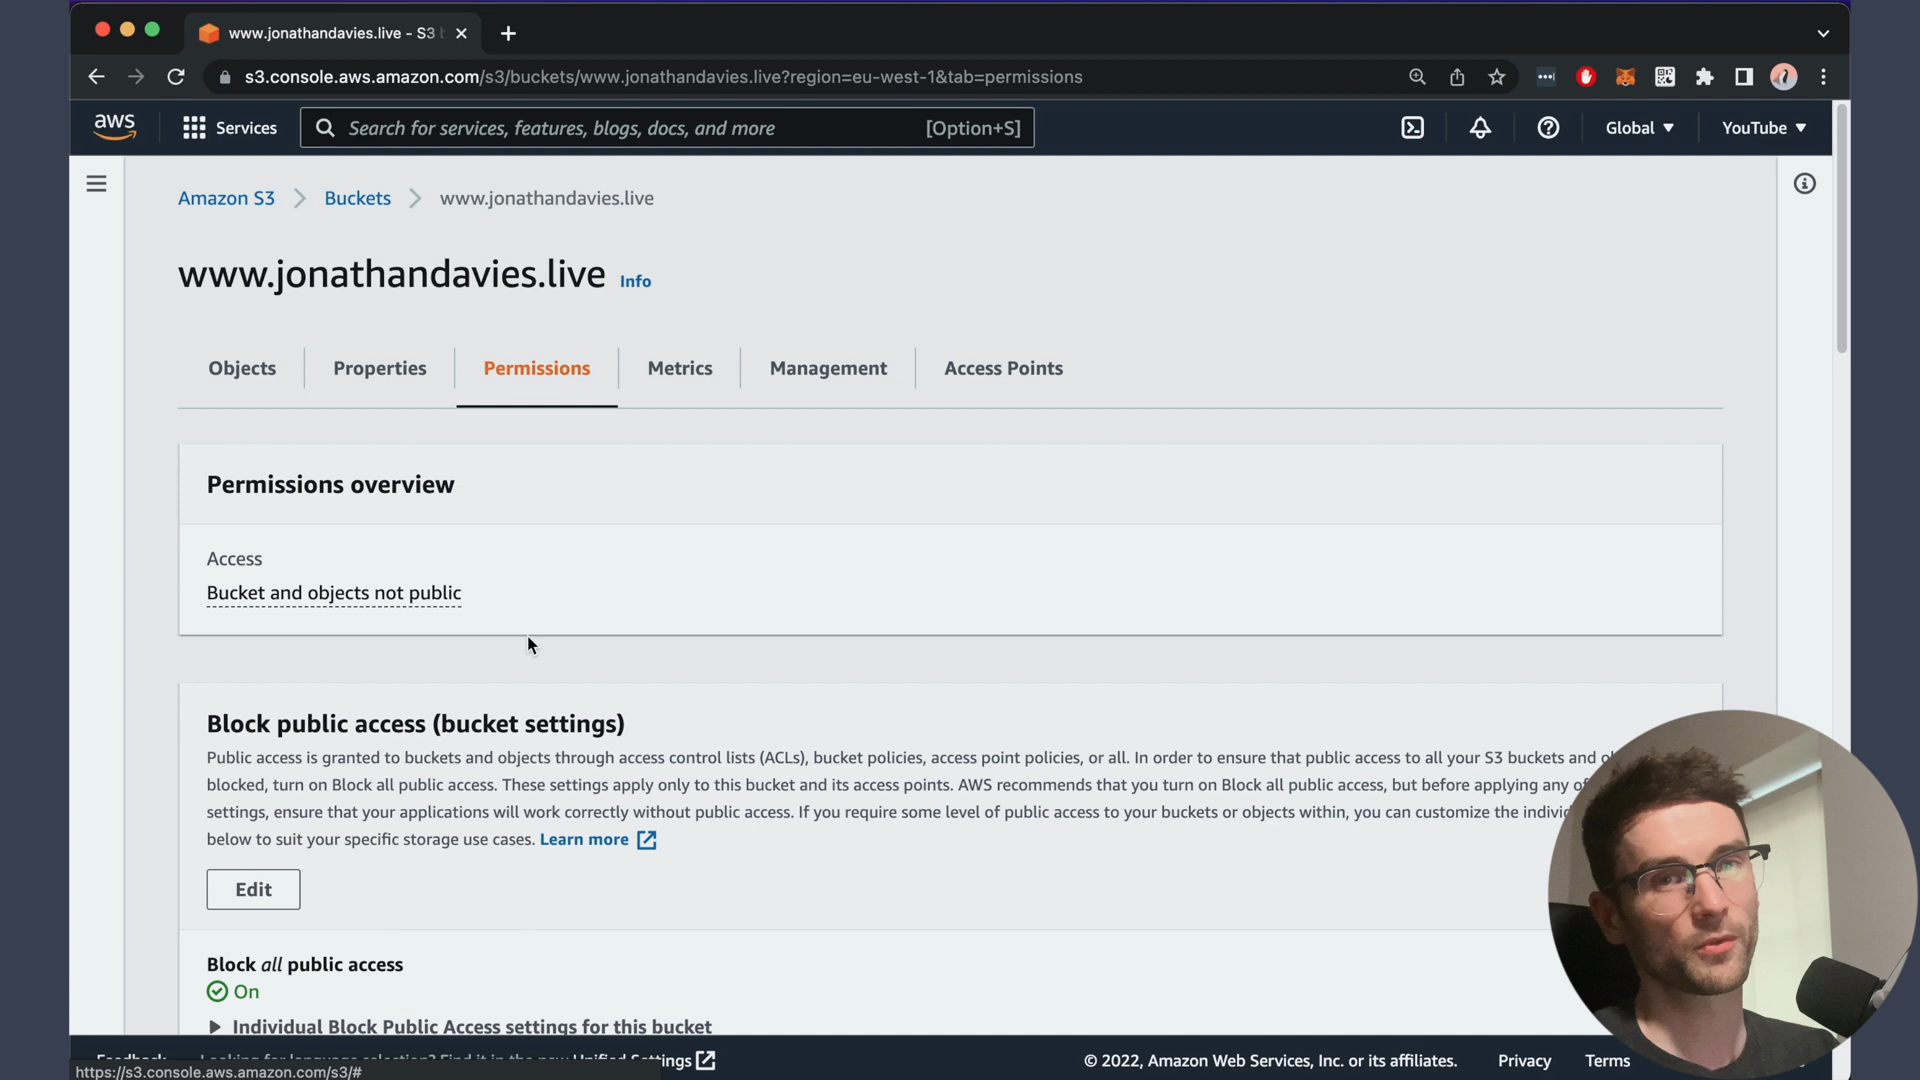 www.jonathandavies.live - S3
s3.console.aws.amazon.com/s3/buckets/www.jonathandavies.live?region=eu-west-1&tab=permissions
aws
Services
Search for services, features, blogs, docs, and more [Option+S]
Global
YouTube
Amazon S3
Buckets
www.jonathandavies.live
www.jonathandavies.live Info
Objects
Properties
Permissions
Metrics
Management
Access Points
Permissions overview
Access
Bucket and objects not public
Block public access (bucket settings)
Public access is granted to buckets and objects through access control lists (ACLs), bucket policies, access point policies, or all. In order to ensure that public access to all your S3 buckets and
blocked, turn on Block all public access. These settings apply only to this bucket and its access points. AWS recommends that you turn on Block all public access, but before applying any of
settings, ensure that your applications will work correctly without public access. If you require some level of public access to your buckets or objects within, you can customize the
below to suit your specific storage use cases. Learn more
Edit
Block all public access
On
Individual Block Public Access settings for this bucket
© 2022, Amazon Web Services, Inc. or its affiliates.
Privacy
Terms
https://s3.console.aws.amazon.com/s3/#